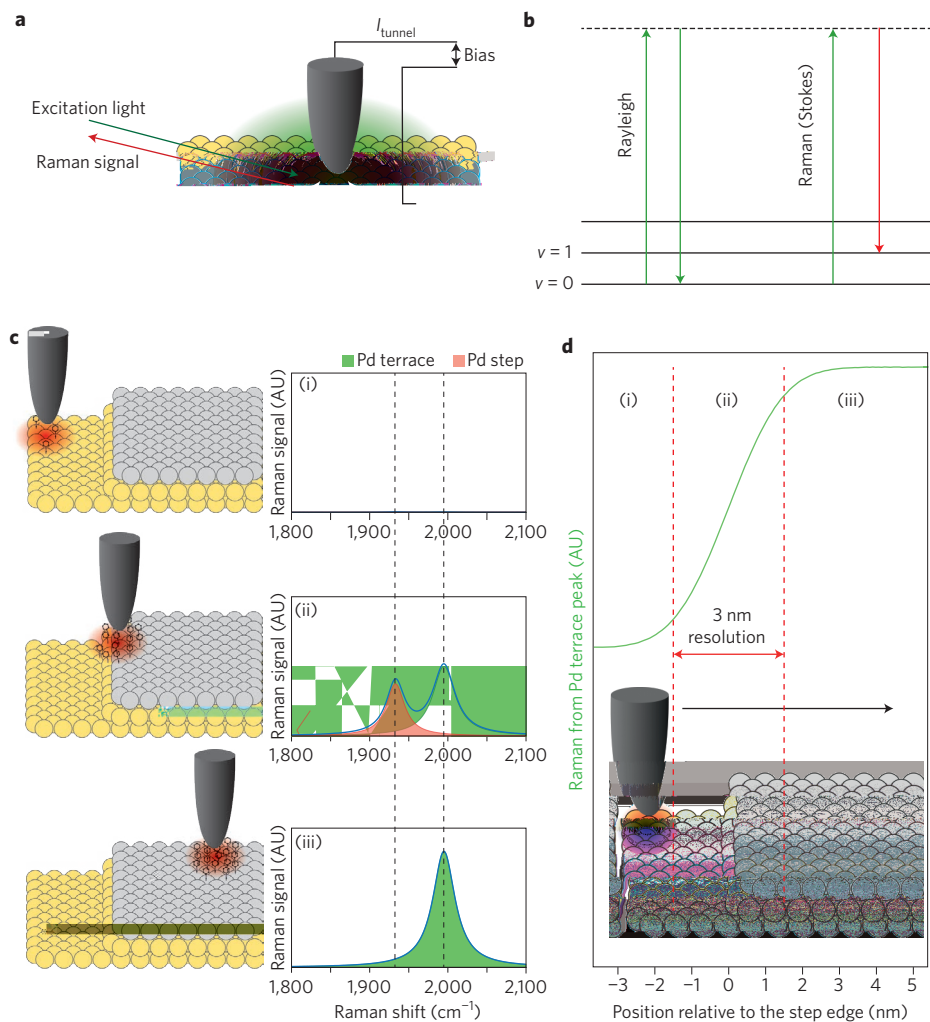 a
I tunnel
Bias
Excitation light
Raman signal
b
Rayleigh
Raman (Stokes)
v = 1
v = 0
c
Pd terrace
Pd step
(i)
Raman signal (AU)
1,800
1,900
2,000
2,100
(ii)
Raman signal (AU)
1,800
1,900
2,000
2,100
(iii)
Raman signal (AU)
1,800
1,900
2,000
2,100
Raman shift (cm⁻¹)
d
(i)
(ii)
(iii)
Raman from Pd terrace peak (AU)
3 nm
resolution
−3
−2
−1
0
1
2
3
4
5
Position relative to the step edge (nm)